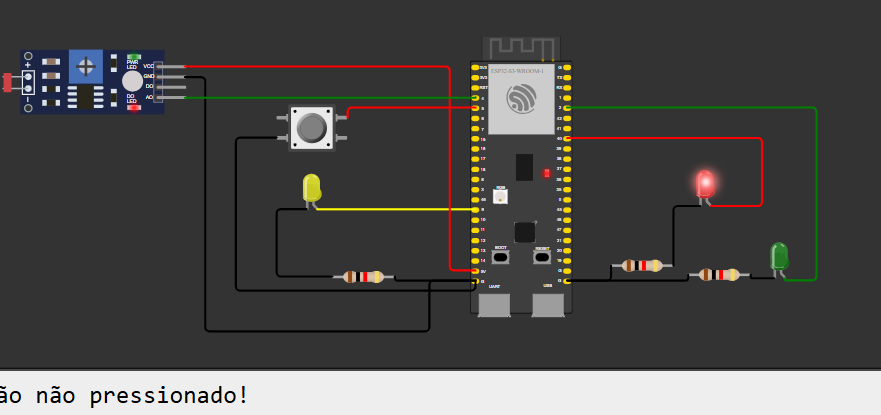 PWR
LED
VCC
GND
DO
DO
LED
AO
ESP32-S3-WROOM-1
3V3
3V3
RST
4
5
6
7
15
16
17
18
8
3
46
9
10
11
12
13
14
5V
G
G
TX
RX
1
2
42
41
40
39
38
37
36
35
0
45
48
47
21
20
19
G
G
RGB
BOOT
RESET
UART
USB
ão não pressionado!